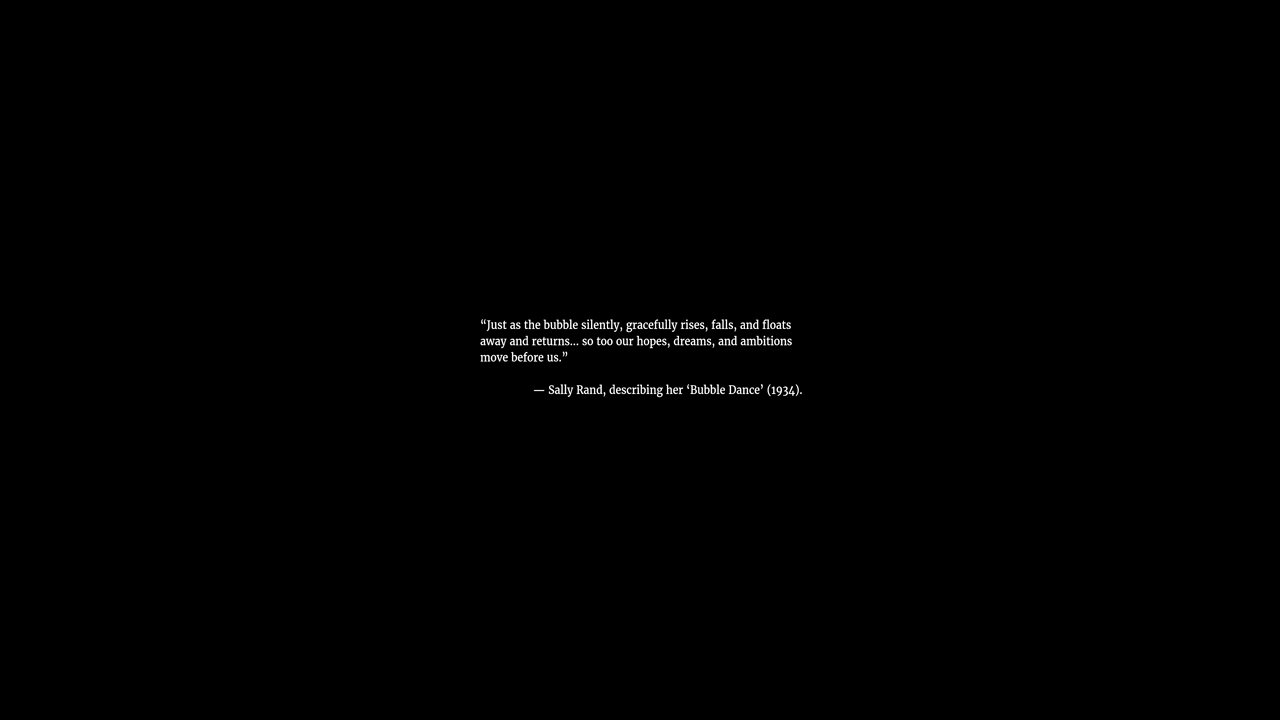 “Just as the bubble silently, gracefully rises, falls, and floats
away and returns... so too our hopes, dreams, and ambitions
move before us.”
— Sally Rand, describing her ‘Bubble Dance’ (1934).